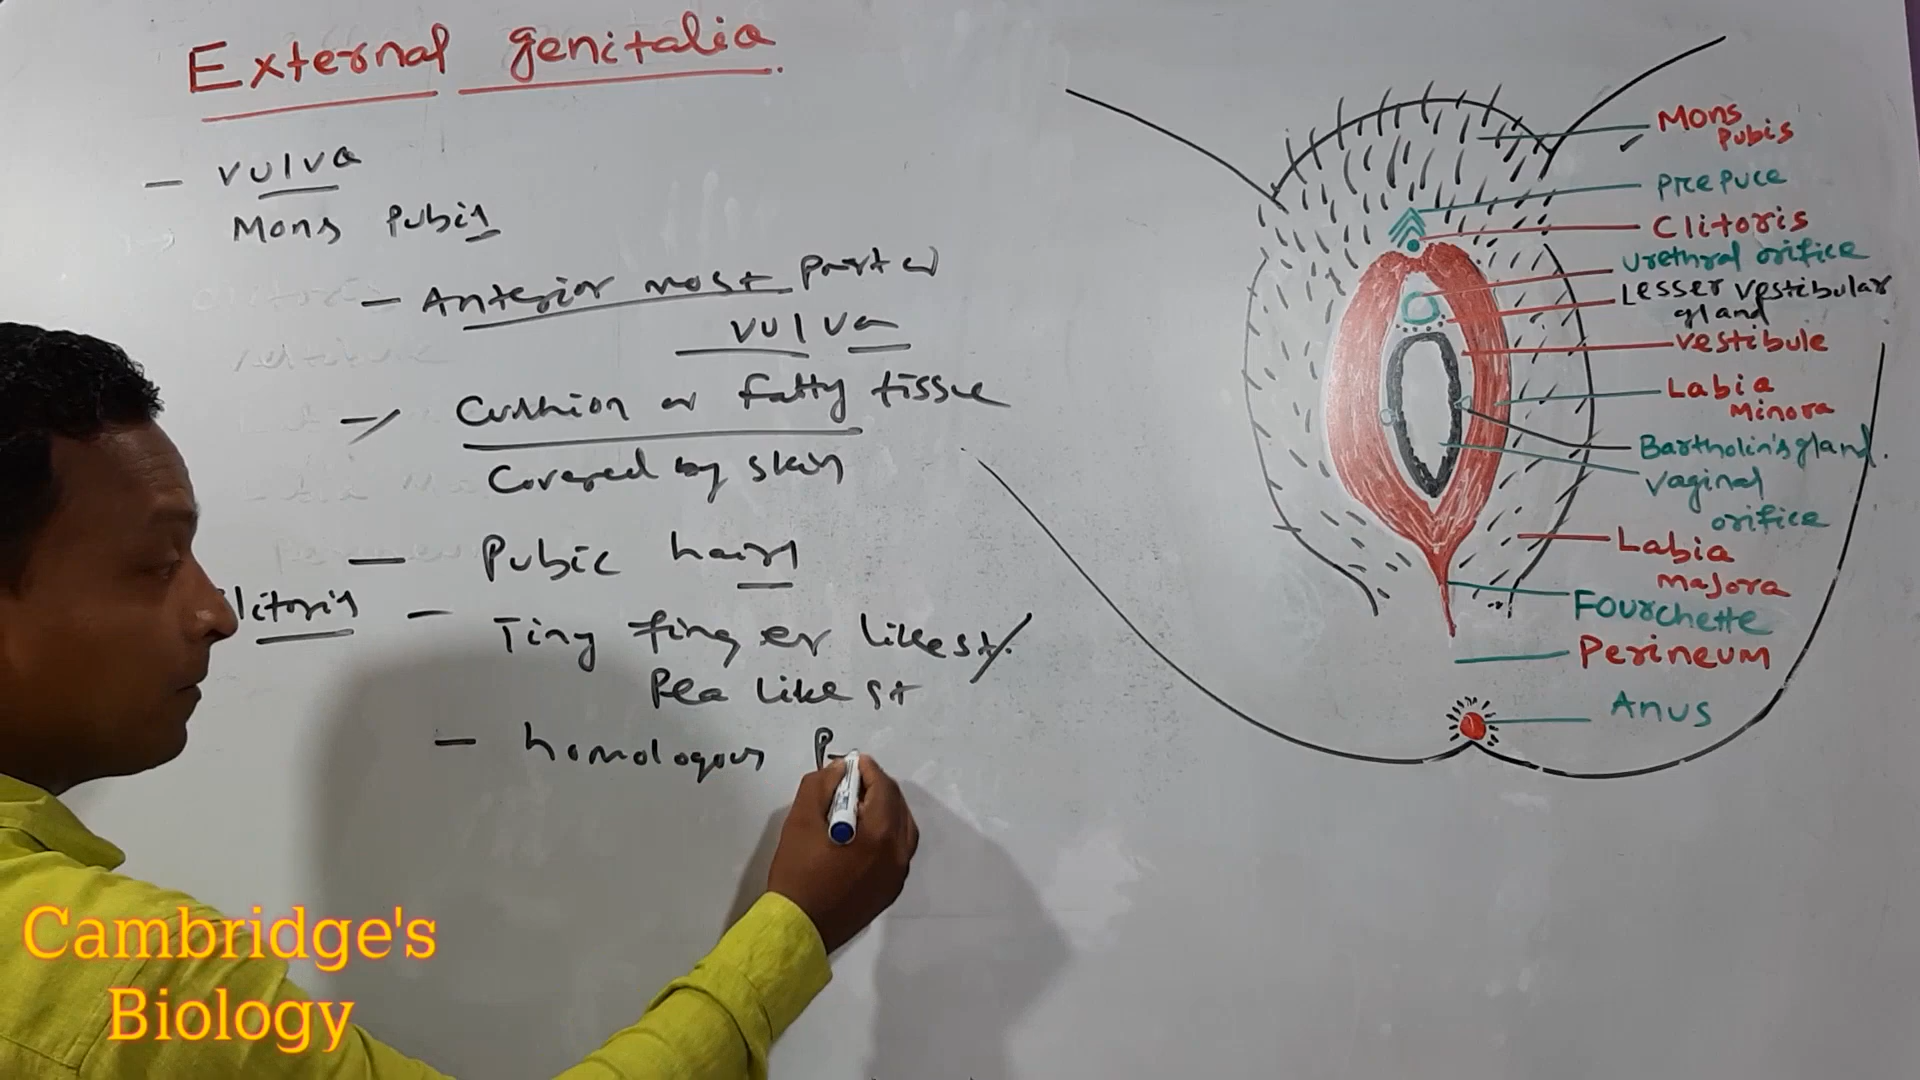 External genitalia.
- vulva
Mons Pubis
- Anterior most part of
vulva
- Cushion of fatty tissue
Covered by skin
- Pubic hairs
litoris - Tiny finger like st/.
Pea like st
- homologous P
Mons
Pubis
Prepuce
Clitoris
urethral orifice
Lesser vestibular
gland
vestibule
Labia
Minora
Bartholin's gland.
vaginal
orifice
Labia
Majora
Fourchette
Perineum
Anus
Cambridge's
Biology